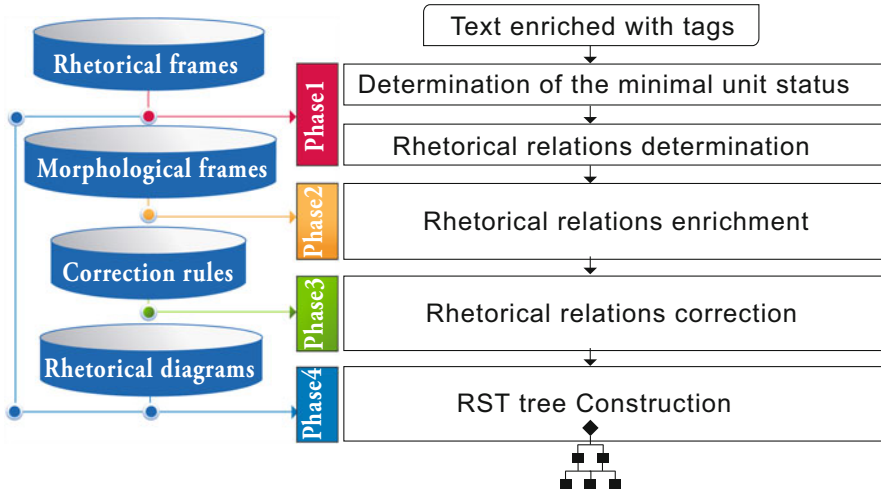 Text enriched with tags
Rhetorical frames
Phase1
Determination of the minimal unit status
Rhetorical relations determination
Morphological frames
Phase2
Rhetorical relations enrichment
Correction rules
Phase3
Rhetorical relations correction
Rhetorical diagrams
Phase4
RST tree Construction